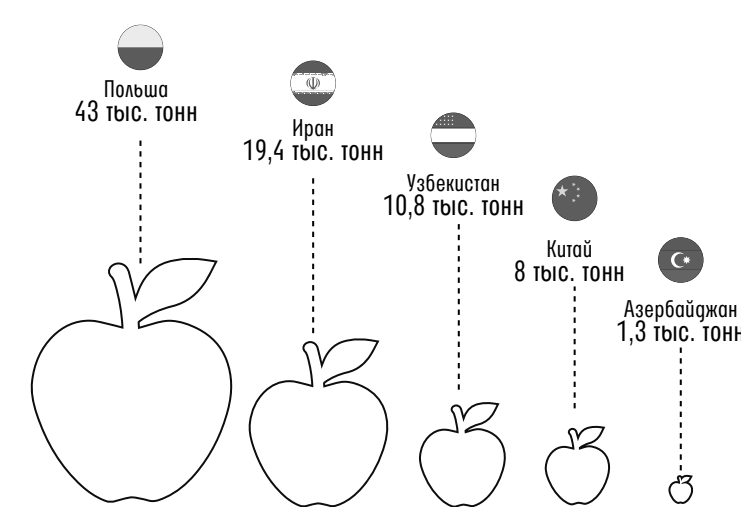 Польша
43 тыс. тонн
Иран
19,4 тыс. тонн
Узбекистан
10,8 тыс. тонн
Китай
8 тыс. тонн
Азербайджан
1,3 тыс. тонн